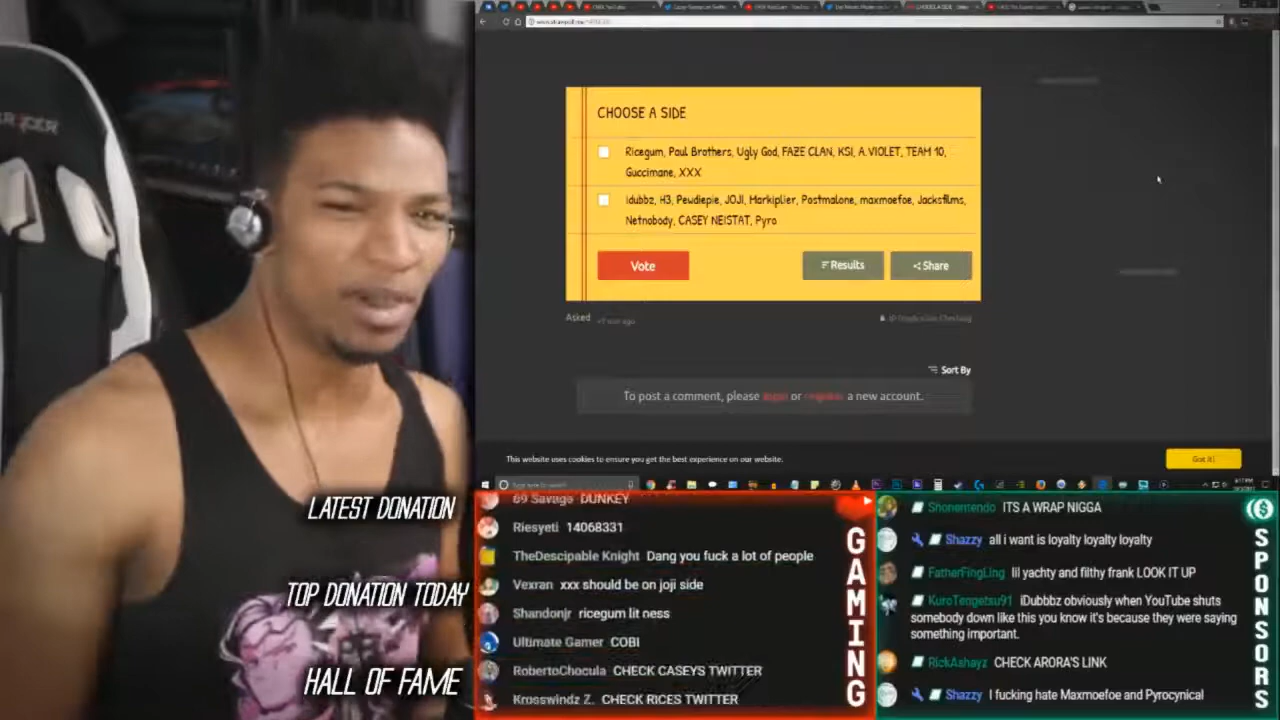 CHOOSE A SIDE
Ricegum, Paul Brothers, Ugly God, FAZE CLAN, KSI, A.VIOLET, TEAM 10,
Guccimane, XXX
Idubbz, H3, Pewdiepie, JOJI, Markiplier, Postmalone, maxmoefoe, Jacksfilms,
Netnobody, CASEY NEISTAT, Pyro
Vote
Results
Share
Asked
Sort By
To post a comment, please login or register a new account.
This website uses cookies to ensure you get the best experience on our website.
Got it!
LATEST DONATION
TOP DONATION TODAY
HALL OF FAME
69 Savage DUNKEY
Riesyeti 14068331
TheDescipable Knight Dang you fuck a lot of people
Vexran xxx should be on joji side
Shandonjr ricegum lit ness
Ultimate Gamer COBI
RobertoChocula CHECK CASEYS TWITTER
Krosswindz Z. CHECK RICES TWITTER
GAMING
Shonentendo ITS A WRAP NIGGA
Shazzy all i want is loyalty loyalty loyalty
FatherFingLing lil yachty and filthy frank LOOK IT UP
KuroTengetsu91 iDubbbz obviously when YouTube shuts
somebody down like this you know it's because they were saying
something important.
RickAshayz CHECK ARORA'S LINK
Shazzy I fucking hate Maxmoefoe and Pyrocynical
SPONSORS